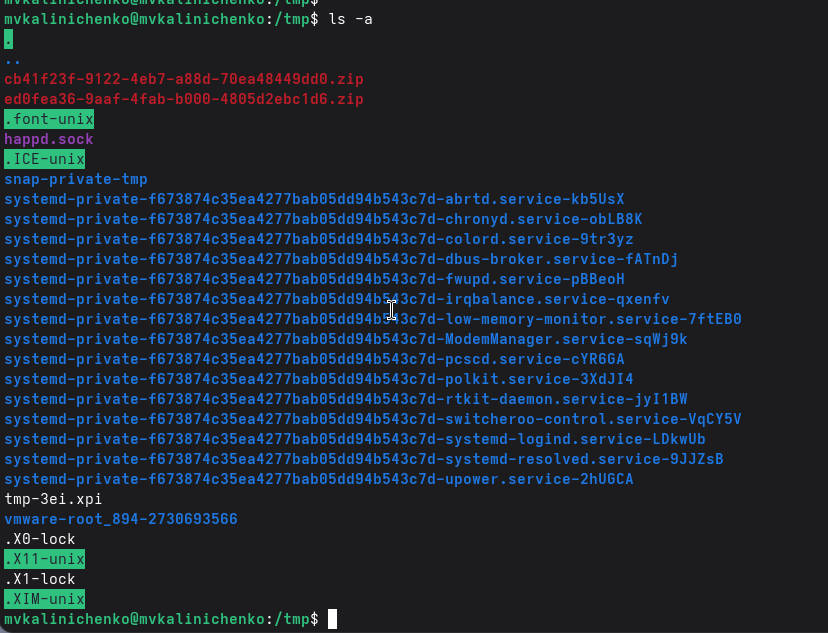 mvkalinichenko@mvkalinichenko:/tmp$
mvkalinichenko@mvkalinichenko:/tmp$ ls -a
.
..
cb41f23f-9122-4eb7-a88d-70ea48449dd0.zip
ed0fea36-9aaf-4fab-b000-4805d2ebc1d6.zip
.font-unix
happd.sock
.ICE-unix
snap-private-tmp
systemd-private-f673874c35ea4277bab05dd94b543c7d-abrtd.service-kb5UsX
systemd-private-f673874c35ea4277bab05dd94b543c7d-chronyd.service-obLB8K
systemd-private-f673874c35ea4277bab05dd94b543c7d-colord.service-9tr3yz
systemd-private-f673874c35ea4277bab05dd94b543c7d-dbus-broker.service-fATnDj
systemd-private-f673874c35ea4277bab05dd94b543c7d-fwupd.service-pBBeoH
systemd-private-f673874c35ea4277bab05dd94b543c7d-irqbalance.service-qxenfv
systemd-private-f673874c35ea4277bab05dd94b543c7d-low-memory-monitor.service-7ftEB0
systemd-private-f673874c35ea4277bab05dd94b543c7d-ModemManager.service-sqWj9k
systemd-private-f673874c35ea4277bab05dd94b543c7d-pcscd.service-cYR6GA
systemd-private-f673874c35ea4277bab05dd94b543c7d-polkit.service-3XdJI4
systemd-private-f673874c35ea4277bab05dd94b543c7d-rtkit-daemon.service-jyI1BW
systemd-private-f673874c35ea4277bab05dd94b543c7d-switcheroo-control.service-VqCY5V
systemd-private-f673874c35ea4277bab05dd94b543c7d-systemd-logind.service-LDkwUb
systemd-private-f673874c35ea4277bab05dd94b543c7d-systemd-resolved.service-9JJZsB
systemd-private-f673874c35ea4277bab05dd94b543c7d-upower.service-2hUGCA
tmp-3ei.xpi
vmware-root_894-2730693566
.X0-lock
.X11-unix
.X1-lock
.XIM-unix
mvkalinichenko@mvkalinichenko:/tmp$